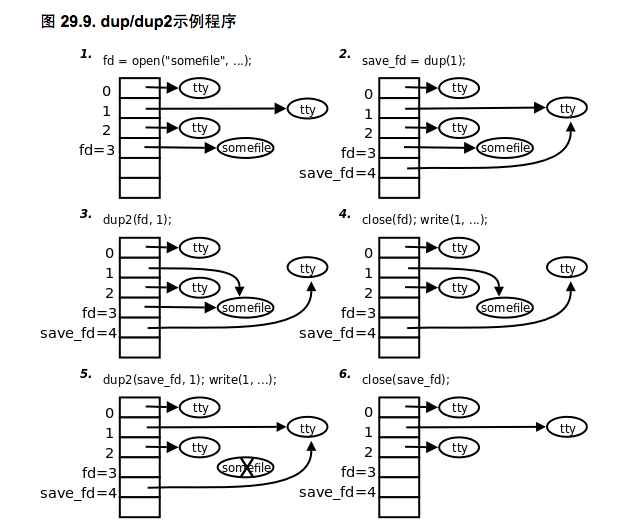 图 29.9. dup/dup2示例程序
1. fd = open("somefile", ...);
0 tty
1 tty
2 tty
fd=3 somefile
2. save_fd = dup(1);
0 tty
1 tty
2 tty
fd=3 somefile
save_fd=4
3. dup2(fd, 1);
0 tty
1 tty
2 tty
fd=3 somefile
save_fd=4
4. close(fd); write(1, ...);
0 tty
1 tty
2 tty
fd=3 somefile
save_fd=4
5. dup2(save_fd, 1); write(1, ...);
0 tty
1 tty
2 tty
fd=3 somefile
save_fd=4
6. close(save_fd);
0 tty
1 tty
2 tty
fd=3
save_fd=4